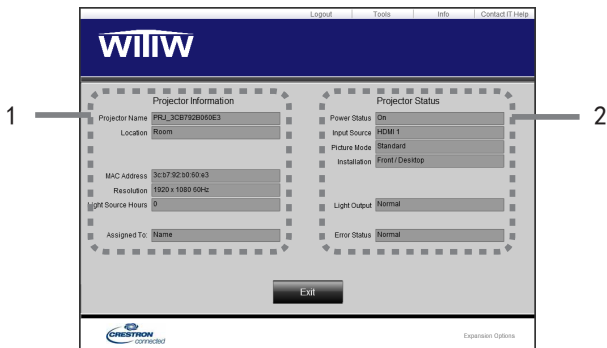 Logout Tools Info Contact IT Help
WiTiW
1
Projector Information
Projector Name PRJ_3CB792B060E3
Location Room
MAC Address 3c:b7:92:b0:60:e3
Resolution 1920 x 1080 60Hz
Light Source Hours 0
Assigned To: Name
2
Projector Status
Power Status On
Input Source HDMI 1
Picture Mode Standard
Installation Front / Desktop
Light Output Normal
Error Status Normal
Exit
CRESTRON
connected
Expansion Options